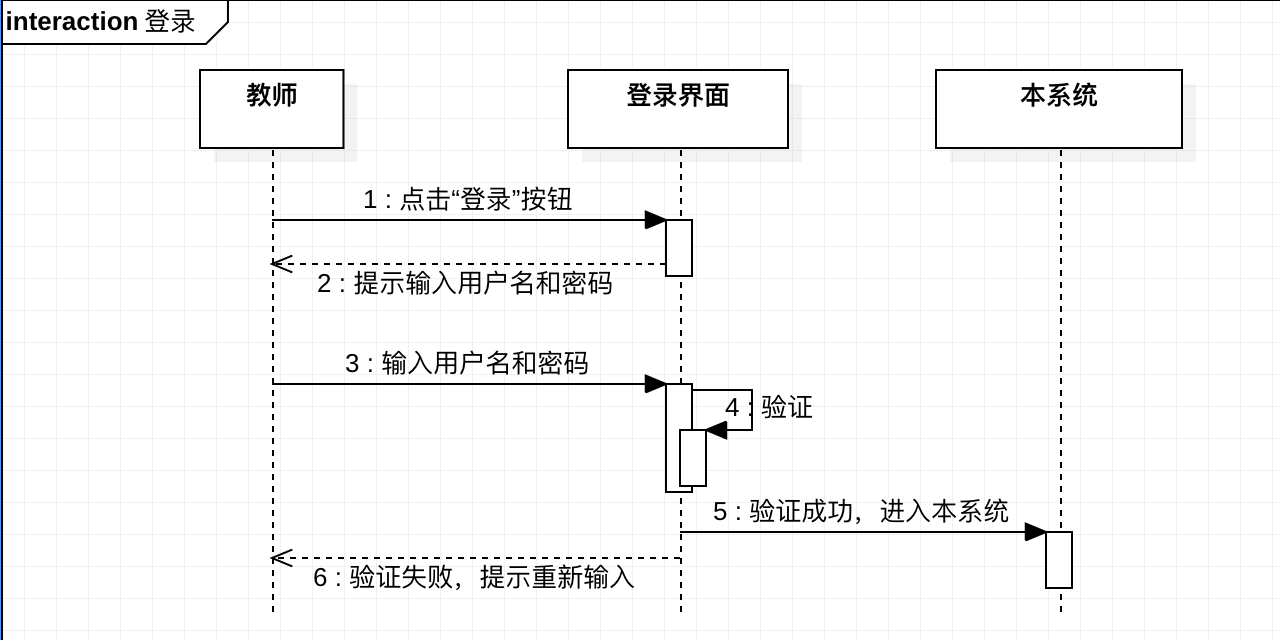 interaction 登录
教师
登录界面
本系统
1 : 点击“登录”按钮
2 : 提示输入用户名和密码
3 : 输入用户名和密码
4 : 验证
5 : 验证成功，进入本系统
6 : 验证失败，提示重新输入